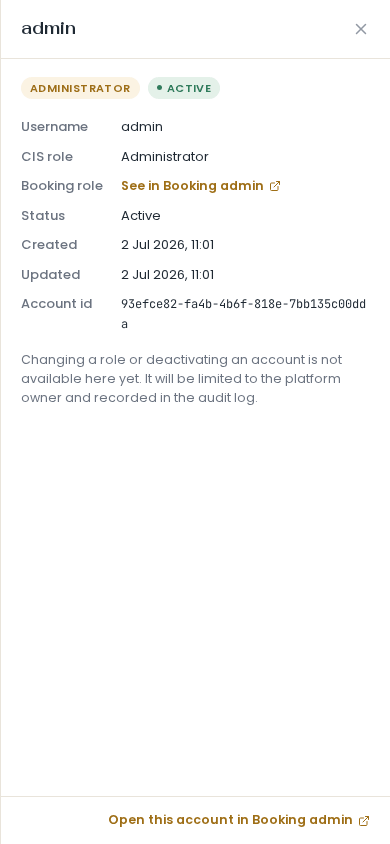 admin
ADMINISTRATOR ACTIVE
Username admin
CIS role Administrator
Booking role See in Booking admin
Status Active
Created 2 Jul 2026, 11:01
Updated 2 Jul 2026, 11:01
Account id 93efce82-fa4b-4b6f-818e-7bb135c00dd
a
Changing a role or deactivating an account is not
available here yet. It will be limited to the platform
owner and recorded in the audit log.
Open this account in Booking admin